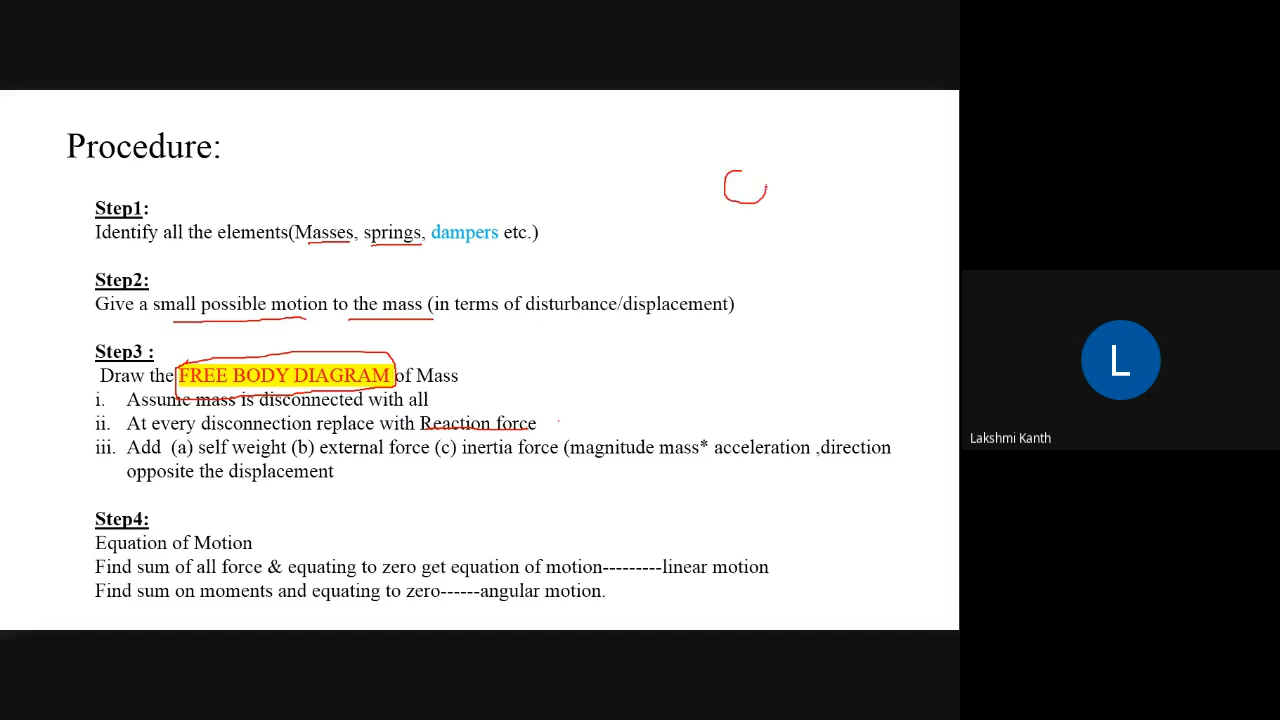 Procedure:
Step1:
Identify all the elements(Masses, springs, dampers etc.)
Step2:
Give a small possible motion to the mass (in terms of disturbance/displacement)
Step3 :
Draw the FREE BODY DIAGRAM of Mass
i. Assume mass is disconnected with all
ii. At every disconnection replace with Reaction force
iii. Add (a) self weight (b) external force (c) inertia force (magnitude mass* acceleration ,direction
opposite the displacement
Step4:
Equation of Motion
Find sum of all force & equating to zero get equation of motion---------linear motion
Find sum on moments and equating to zero------angular motion.
L
Lakshmi Kanth